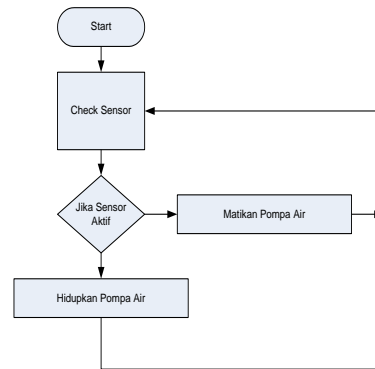 Start
Check Sensor
Jika Sensor
Aktif
Matikan Pompa Air
Hidupkan Pompa Air